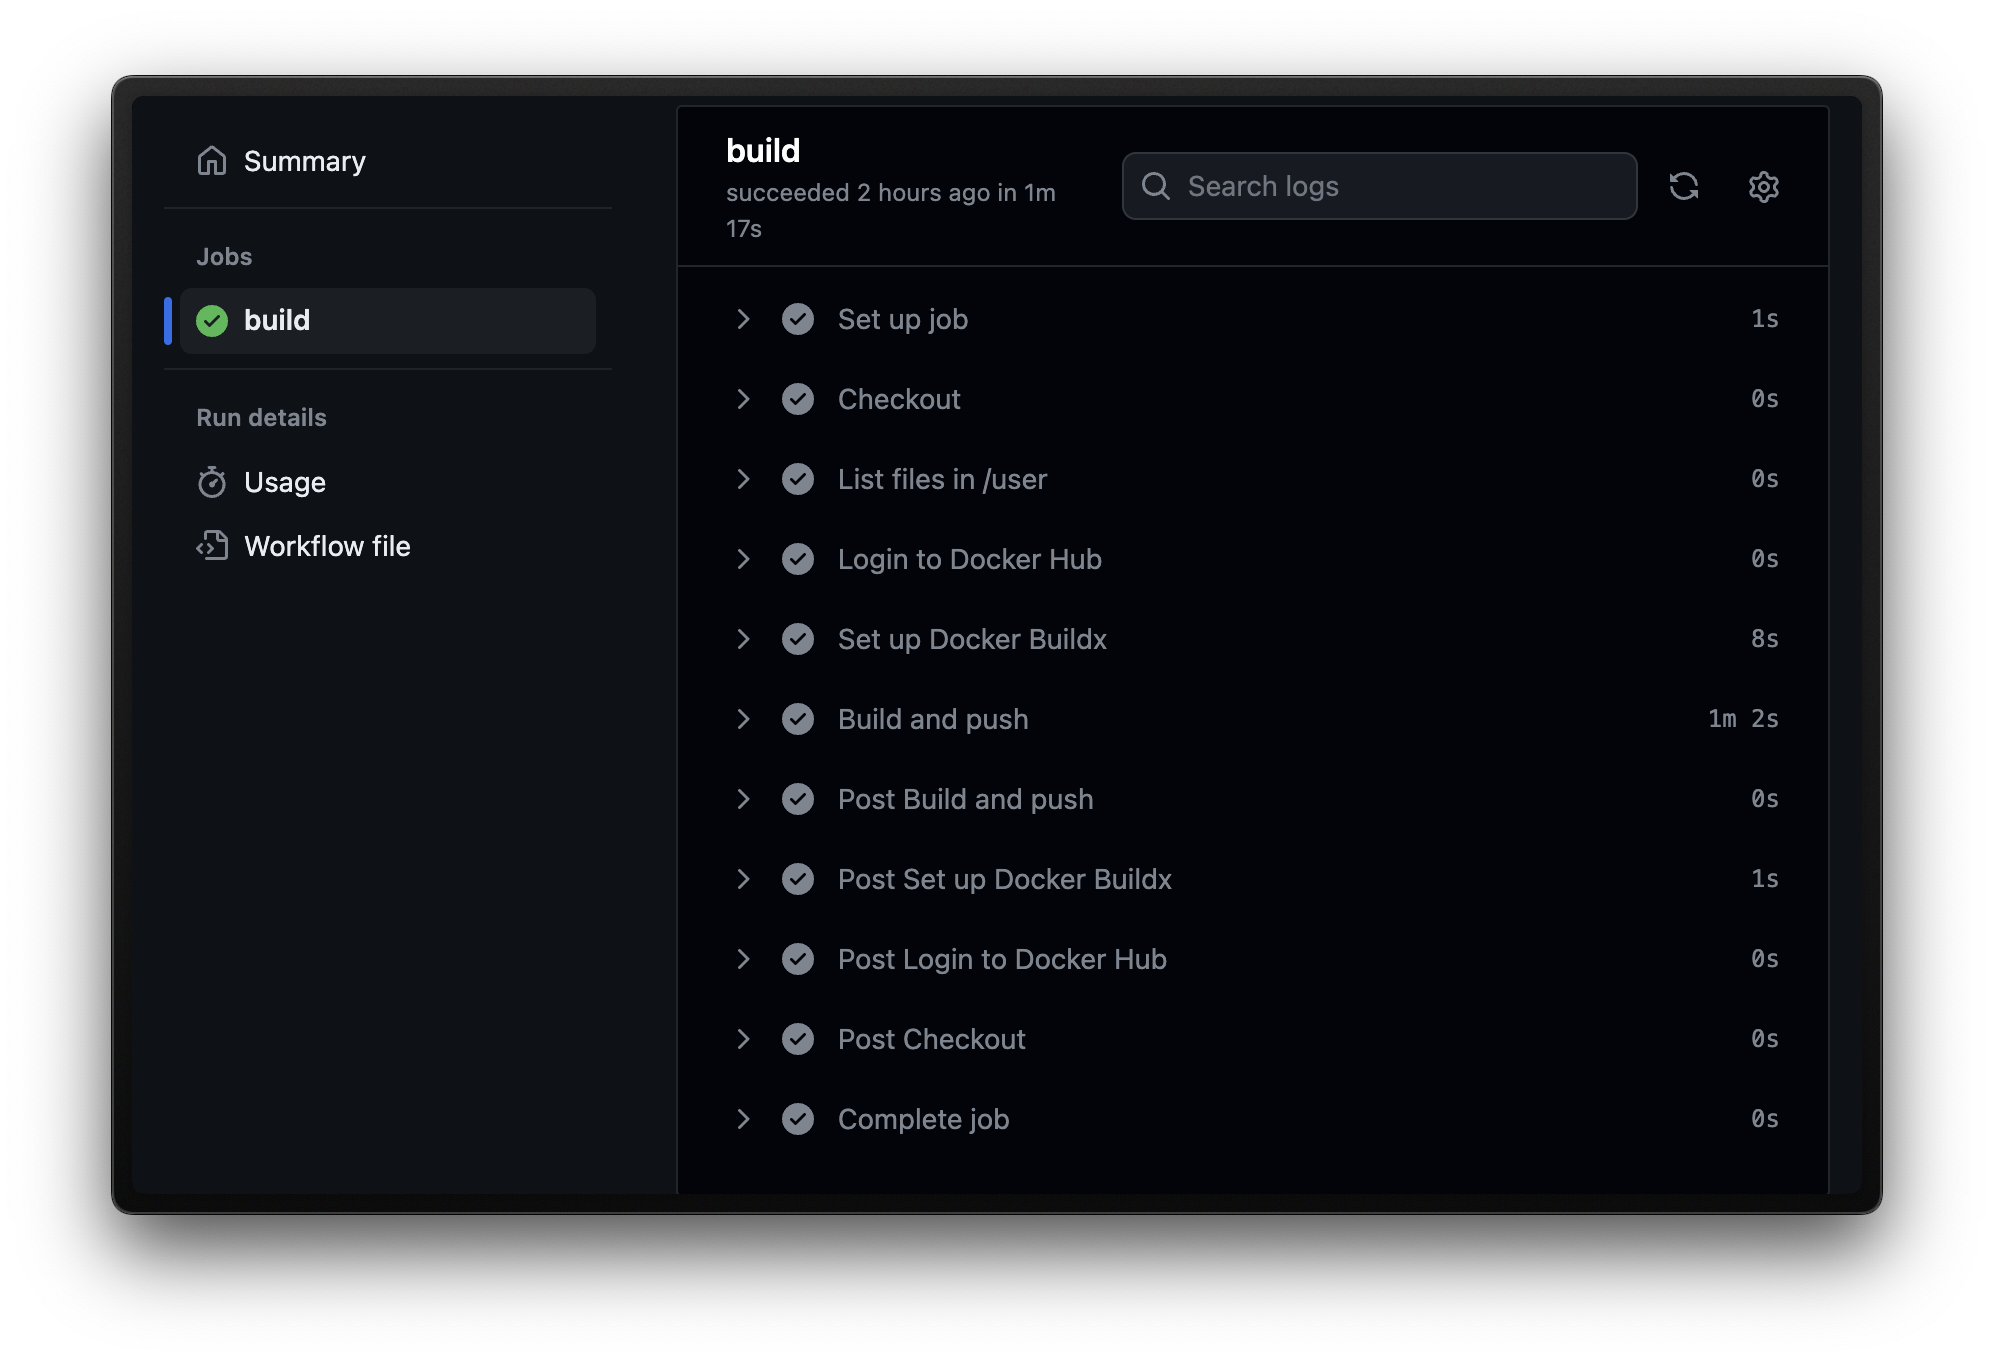 Summary
Jobs
build
Run details
Usage
Workflow file
build
succeeded 2 hours ago in 1m
17s
Search logs
Set up job 1s
Checkout 0s
List files in /user 0s
Login to Docker Hub 0s
Set up Docker Buildx 8s
Build and push 1m 2s
Post Build and push 0s
Post Set up Docker Buildx 1s
Post Login to Docker Hub 0s
Post Checkout 0s
Complete job 0s